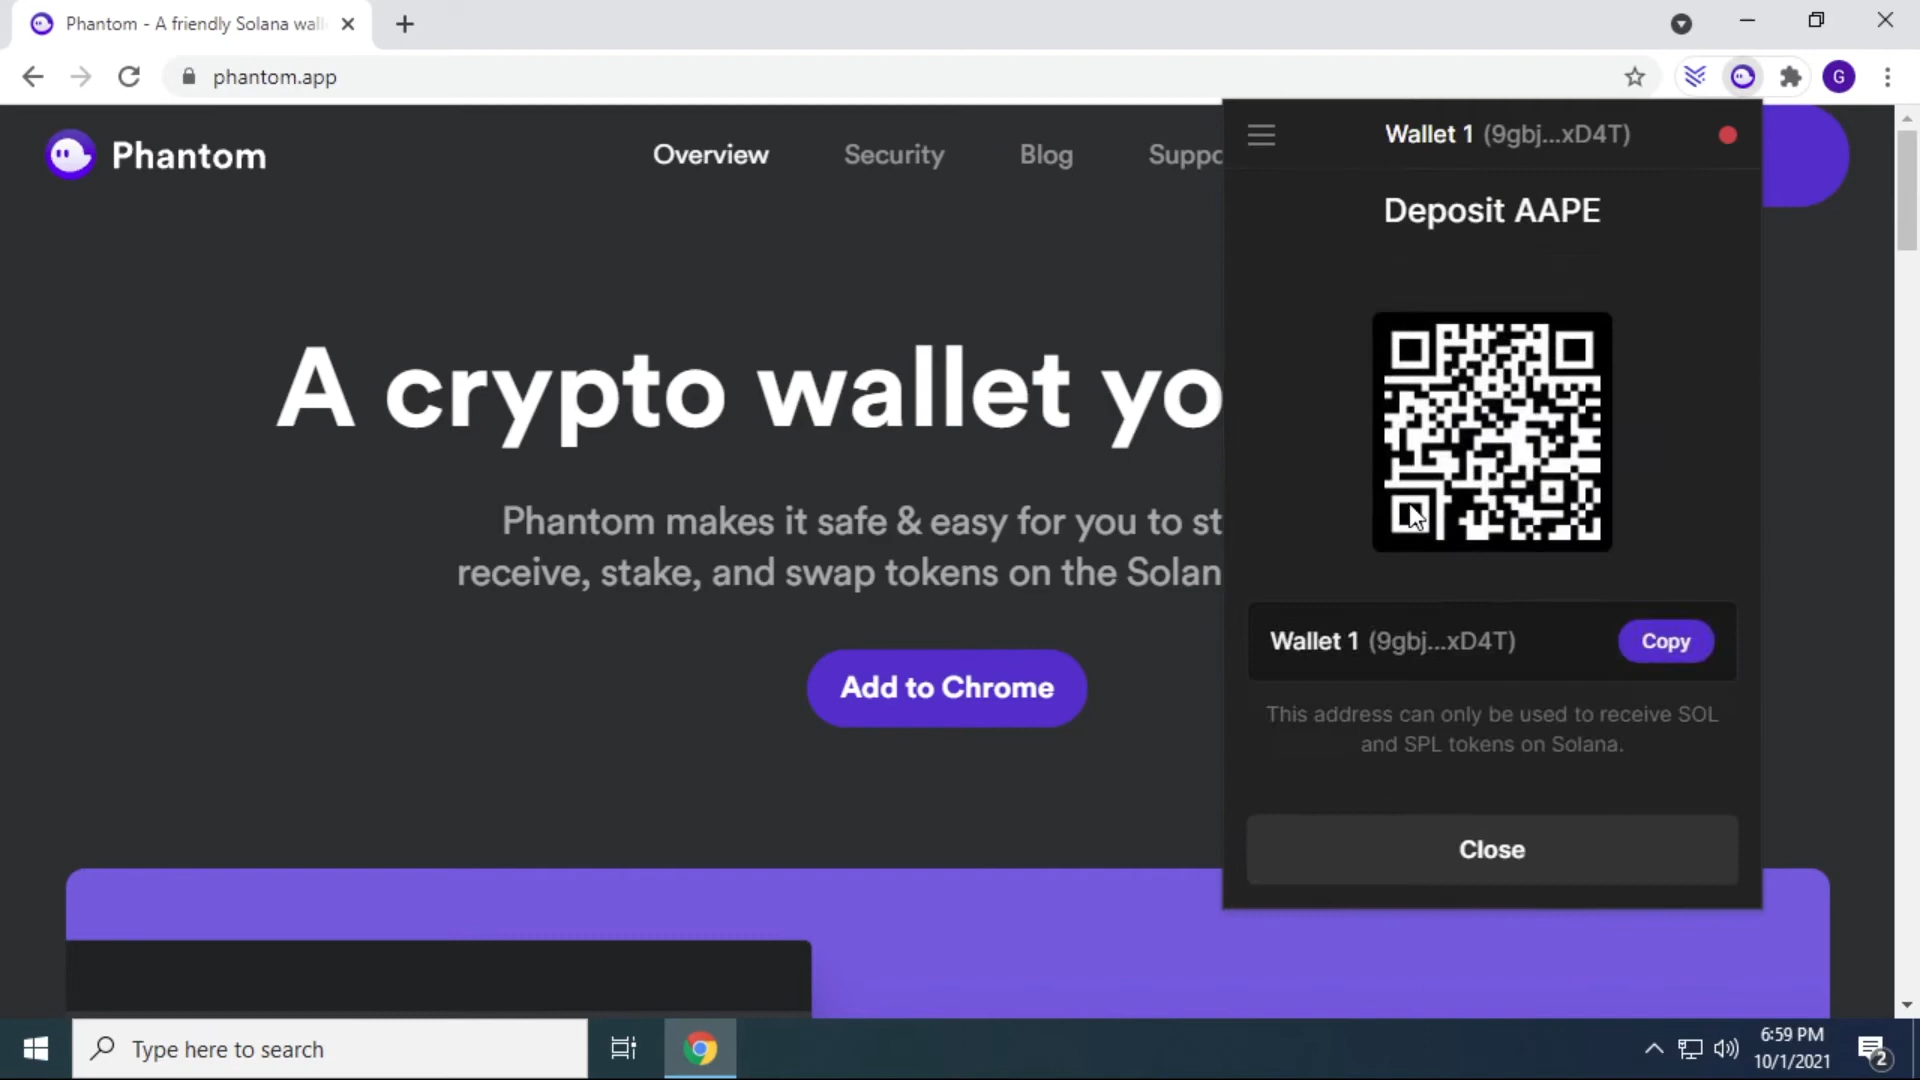 Phantom - A friendly Solana wall
phantom.app
G
Phantom
Overview
Security
Blog
Suppo
A crypto wallet yo
Phantom makes it safe & easy for you to st
receive, stake, and swap tokens on the Solan
Add to Chrome
Wallet 1 (9gbj...xD4T)
Deposit AAPE
Wallet 1 (9gbj...xD4T)
Copy
This address can only be used to receive SOL
and SPL tokens on Solana.
Close
Type here to search
6:59 PM
10/1/2021
2